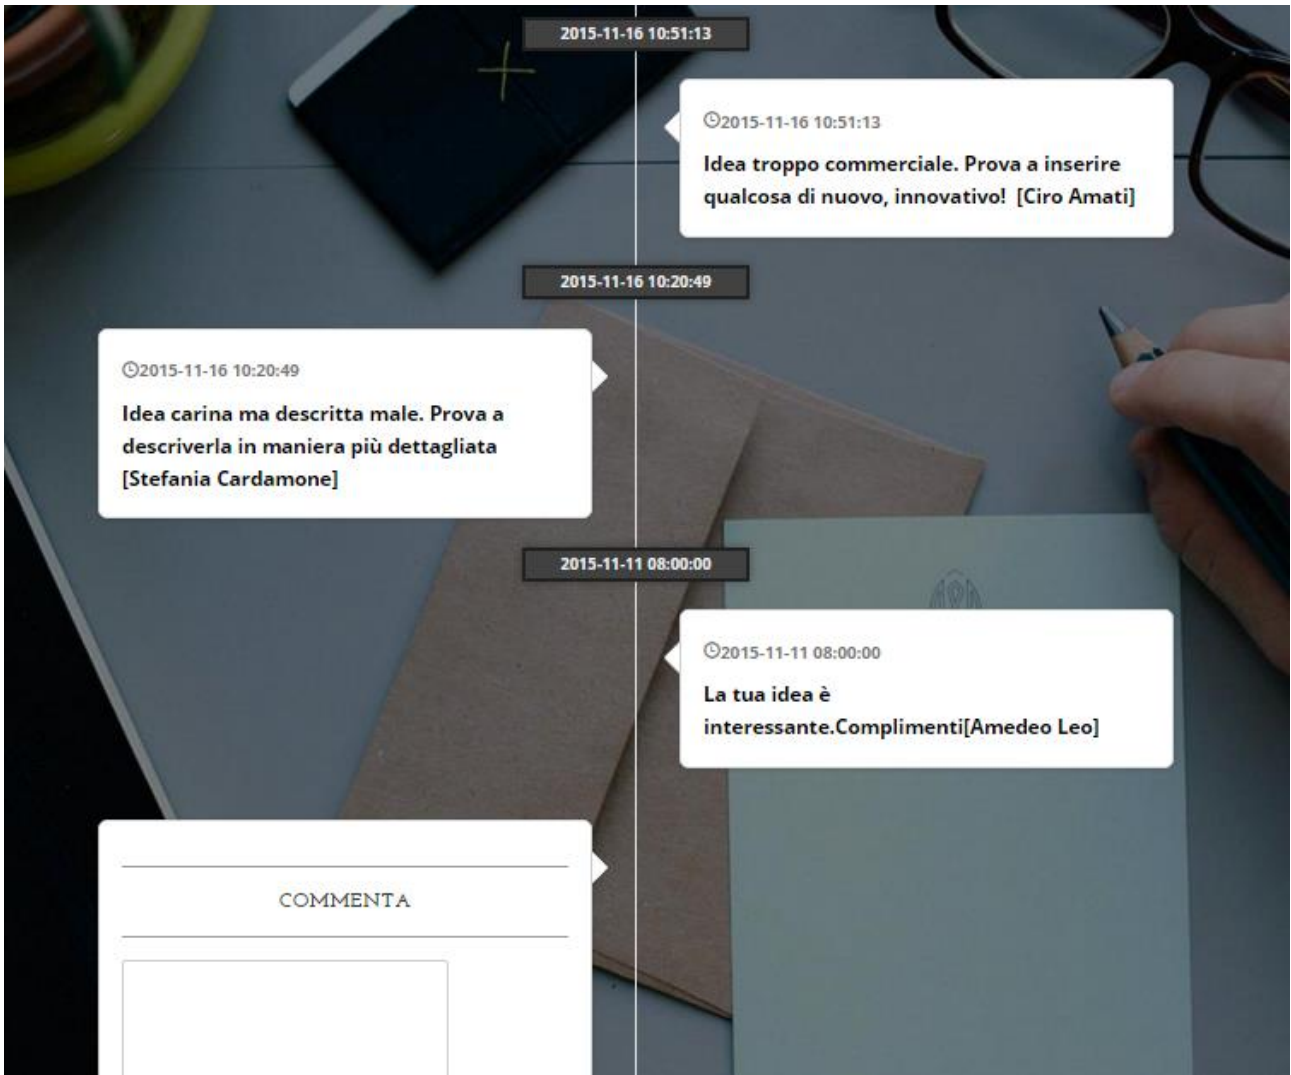 2015-11-16 10:51:13
2015-11-16 10:51:13
Idea troppo commerciale. Prova a inserire
qualcosa di nuovo, innovativo! [Ciro Amati]
2015-11-16 10:20:49
2015-11-16 10:20:49
Idea carina ma descritta male. Prova a
descriverla in maniera più dettagliata
[Stefania Cardamone]
2015-11-11 08:00:00
2015-11-11 08:00:00
La tua idea è
interessante.Complimenti[Amedeo Leo]
COMMENTA